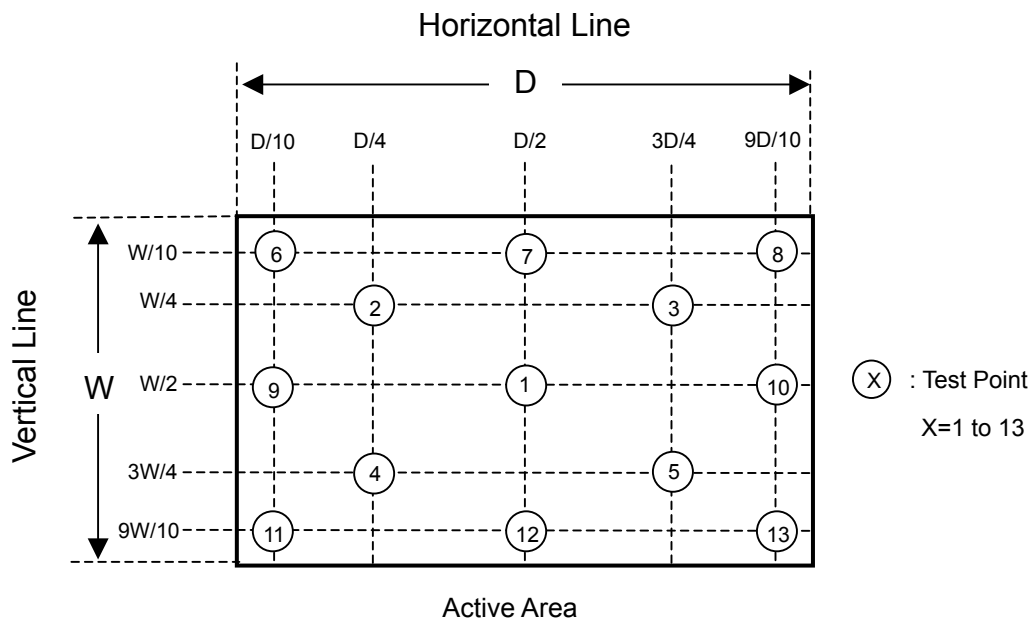 Horizontal Line
D
D/10 D/4 D/2 3D/4 9D/10
W/10 6 7 8
W/4 2 3
Vertical Line
W
W/2 9 1 10
X : Test Point
X=1 to 13
3W/4 4 5
9W/10 11 12 13
Active Area